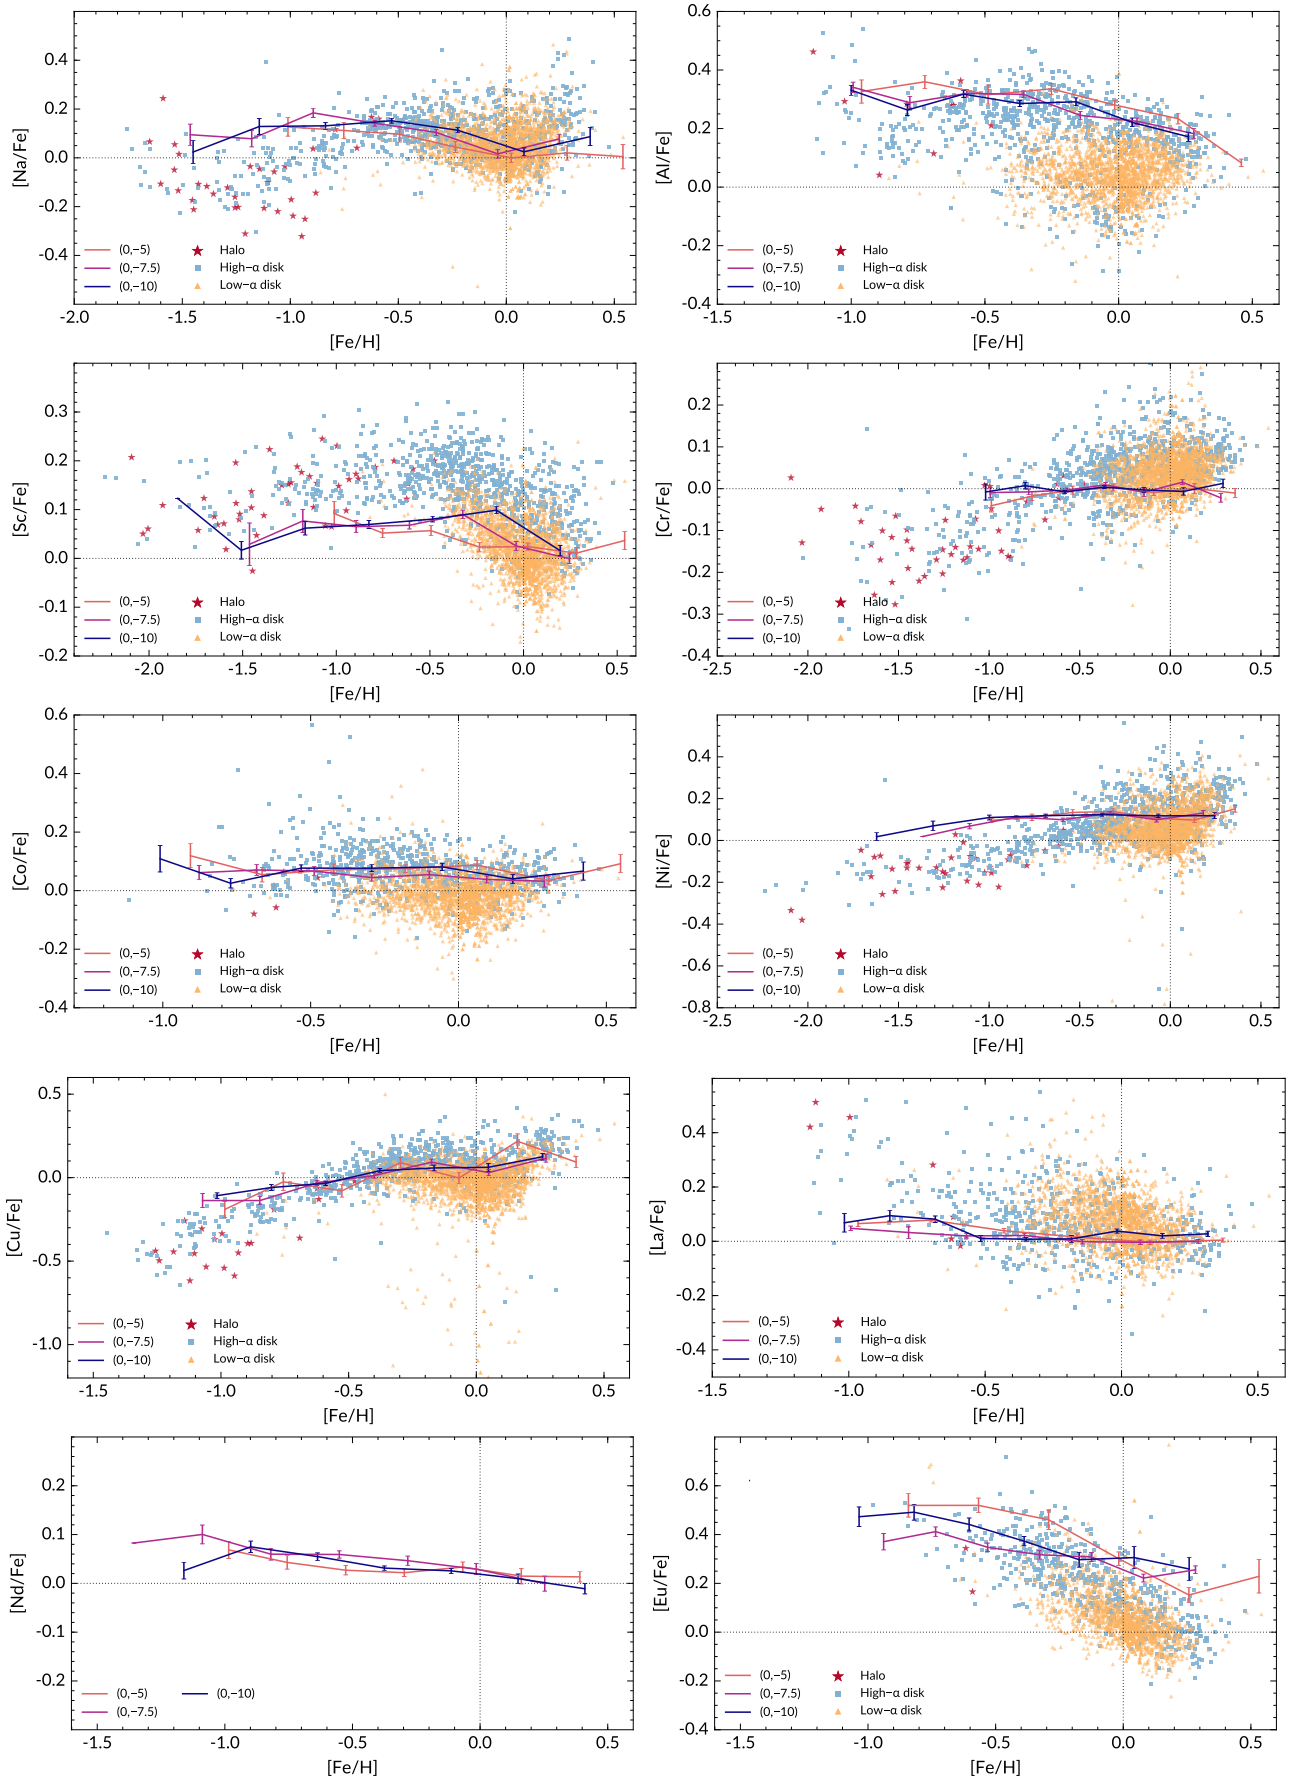 [Na/Fe]
0.4
0.2
0.0
-0.2
-0.4
(0,−5)
(0,−7.5)
(0,−10)
Halo
High−α disk
Low−α disk
-2.0 -1.5 -1.0 -0.5 0.0 0.5
[Fe/H]
[Al/Fe]
0.6
0.4
0.2
0.0
-0.2
-0.4
(0,−5)
(0,−7.5)
(0,−10)
Halo
High−α disk
Low−α disk
-1.5 -1.0 -0.5 0.0 0.5
[Fe/H]
[Sc/Fe]
0.3
0.2
0.1
0.0
-0.1
-0.2
(0,−5)
(0,−7.5)
(0,−10)
Halo
High−α disk
Low−α disk
-2.0 -1.5 -1.0 -0.5 0.0 0.5
[Fe/H]
[Cr/Fe]
0.2
0.1
0.0
-0.1
-0.2
-0.3
-0.4
(0,−5)
(0,−7.5)
(0,−10)
Halo
High−α disk
Low−α disk
-2.5 -2.0 -1.5 -1.0 -0.5 0.0 0.5
[Fe/H]
[Co/Fe]
0.6
0.4
0.2
0.0
-0.2
-0.4
(0,−5)
(0,−7.5)
(0,−10)
Halo
High−α disk
Low−α disk
-1.0 -0.5 0.0 0.5
[Fe/H]
[Ni/Fe]
0.4
0.2
0.0
-0.2
-0.4
-0.6
-0.8
(0,−5)
(0,−7.5)
(0,−10)
Halo
High−α disk
Low−α disk
-2.5 -2.0 -1.5 -1.0 -0.5 0.0 0.5
[Fe/H]
[Cu/Fe]
0.5
0.0
-0.5
-1.0
(0,−5)
(0,−7.5)
(0,−10)
Halo
High−α disk
Low−α disk
-1.5 -1.0 -0.5 0.0 0.5
[Fe/H]
[La/Fe]
0.4
0.2
0.0
-0.2
-0.4
(0,−5)
(0,−7.5)
(0,−10)
Halo
High−α disk
Low−α disk
-1.5 -1.0 -0.5 0.0 0.5
[Fe/H]
[Nd/Fe]
0.2
0.1
0.0
-0.1
-0.2
(0,−5)
(0,−7.5)
(0,−10)
-1.5 -1.0 -0.5 0.0 0.5
[Fe/H]
[Eu/Fe]
0.6
0.4
0.2
0.0
-0.2
-0.4
(0,−5)
(0,−7.5)
(0,−10)
Halo
High−α disk
Low−α disk
-1.5 -1.0 -0.5 0.0 0.5
[Fe/H]